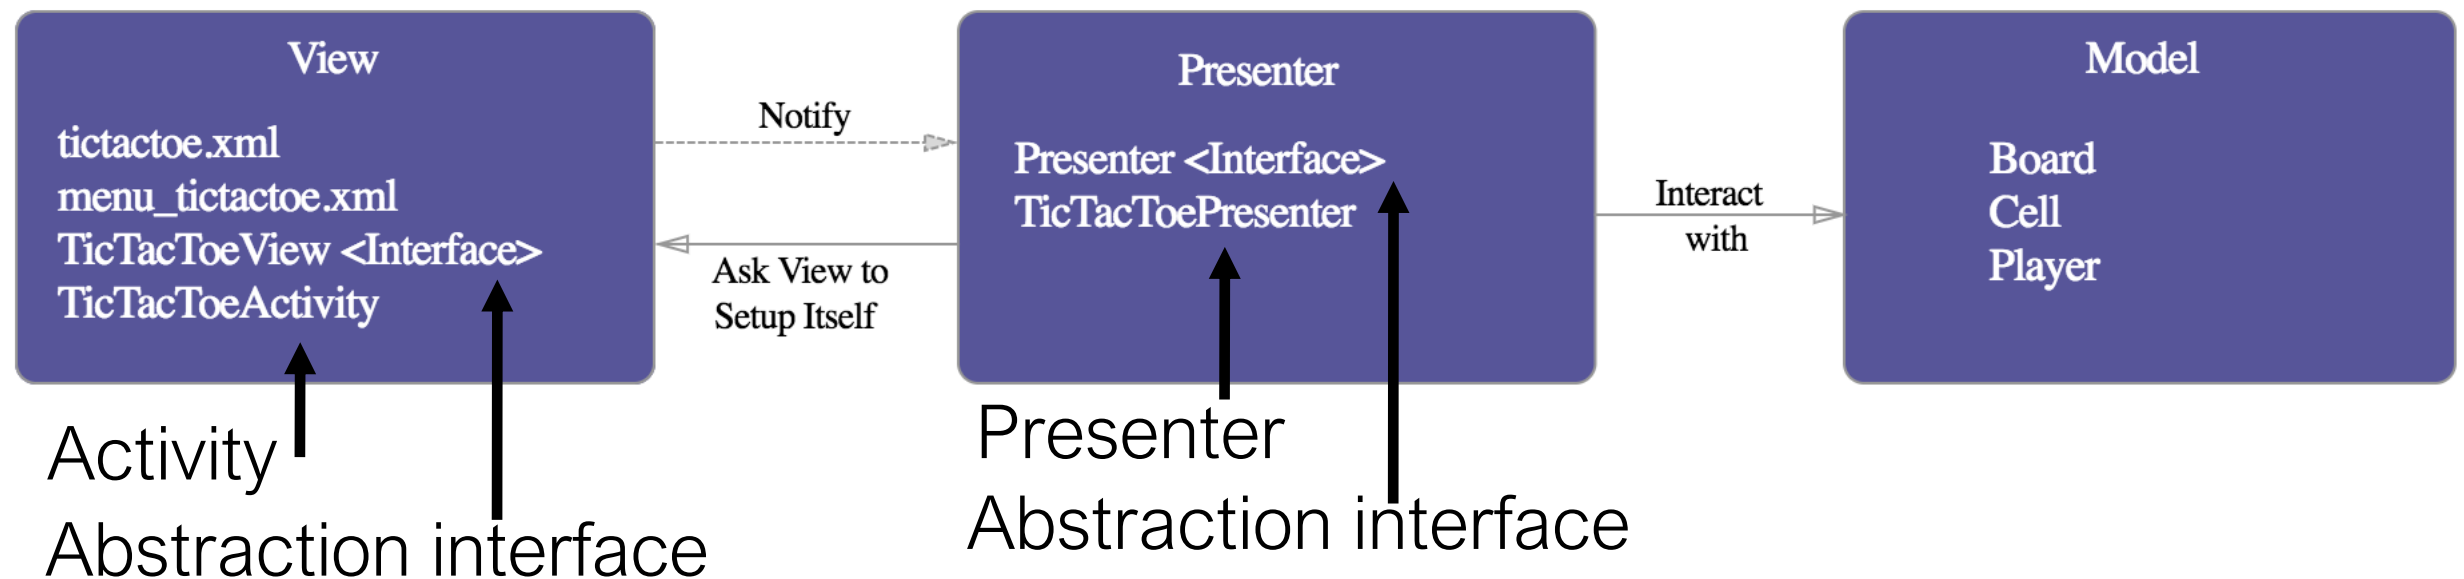 View
tictactoe.xml
menu_tictactoe.xml
TicTacToeView <Interface>
TicTacToeActivity
Notify
Ask View to
Setup Itself
Presenter
Presenter <Interface>
TicTacToePresenter
Interact
with
Model
Board
Cell
Player
Activity
Abstraction interface
Presenter
Abstraction interface